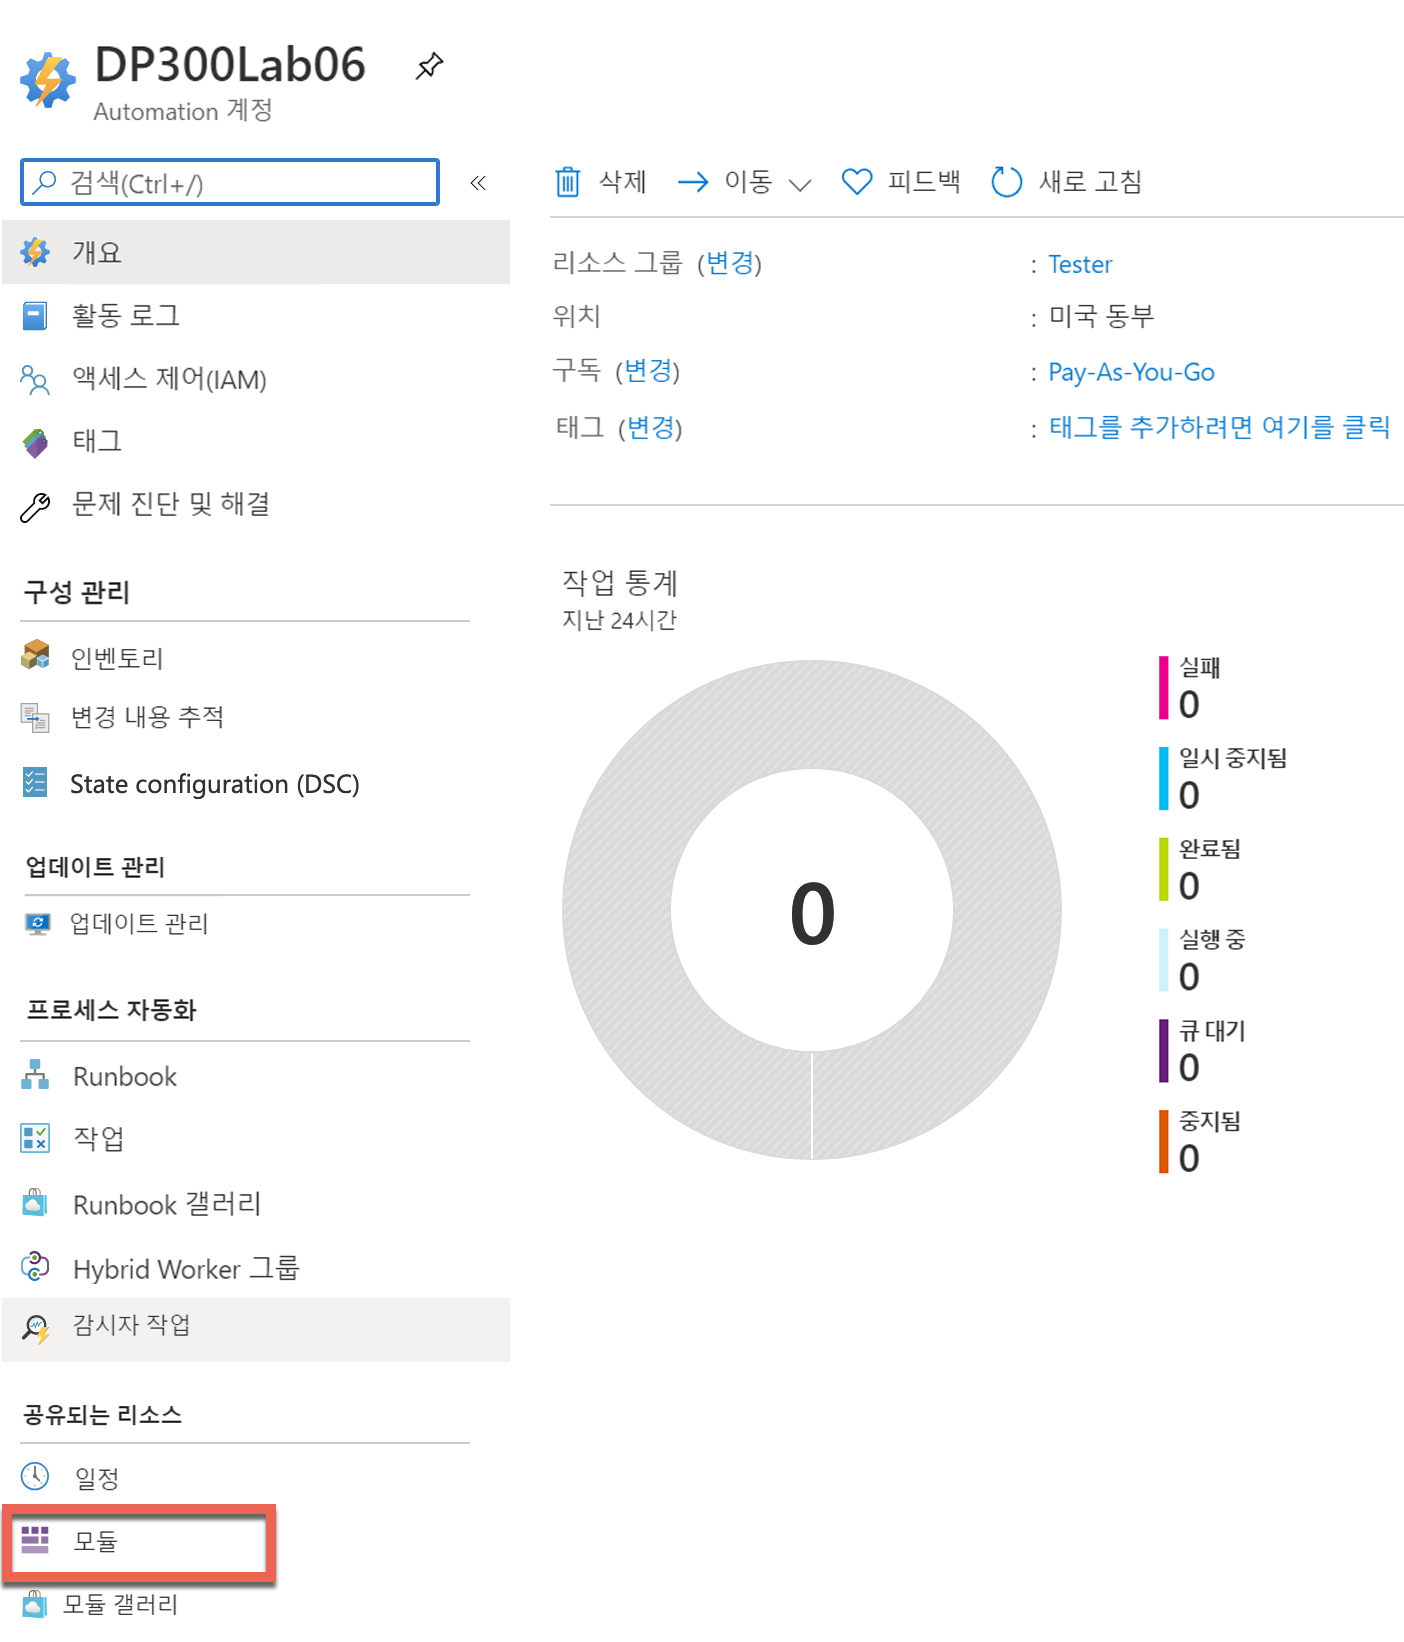 DP300Lab06
Automation 계정
검색(Ctrl+/)
«
개요
활동 로그
액세스 제어(IAM)
태그
문제 진단 및 해결
구성 관리
인벤토리
변경 내용 추적
State configuration (DSC)
업데이트 관리
업데이트 관리
프로세스 자동화
Runbook
작업
Runbook 갤러리
Hybrid Worker 그룹
감시자 작업
공유되는 리소스
일정
모듈
모듈 갤러리
삭제 이동 피드백 새로 고침
리소스 그룹 (변경) : Tester
위치 : 미국 동부
구독 (변경) : Pay-As-You-Go
태그 (변경) : 태그를 추가하려면 여기를 클릭
작업 통계
지난 24시간
0
실패
0
일시 중지됨
0
완료됨
0
실행 중
0
큐 대기
0
중지됨
0